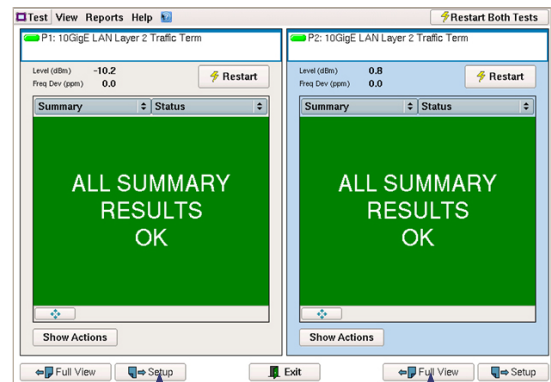 Test View Reports Help
Restart Both Tests
P1: 10GigE LAN Layer 2 Traffic Term
Level (dBm) -10.2
Freq Dev (ppm) 0.0
Restart
Summary Status
ALL SUMMARY
RESULTS
OK
Show Actions
Full View Setup
P2: 10GigE LAN Layer 2 Traffic Term
Level (dBm) 0.8
Freq Dev (ppm) 0.0
Restart
Summary Status
ALL SUMMARY
RESULTS
OK
Show Actions
Exit
Full View Setup